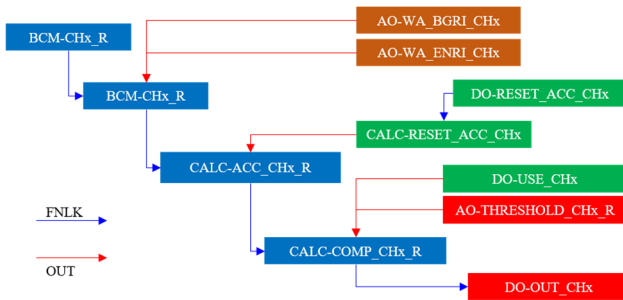 AO-WA_BGRI_CHx
BCM-CHx_R
AO-WA_ENRI_CHx
BCM-CHx_R
DO-RESET_ACC_CHx
CALC-RESET_ACC_CHx
CALC-ACC_CHx_R
DO-USE_CHx
FNLK
AO-THRESHOLD_CHx_R
CALC-COMP_CHx_R
OUT
DO-OUT_CHx